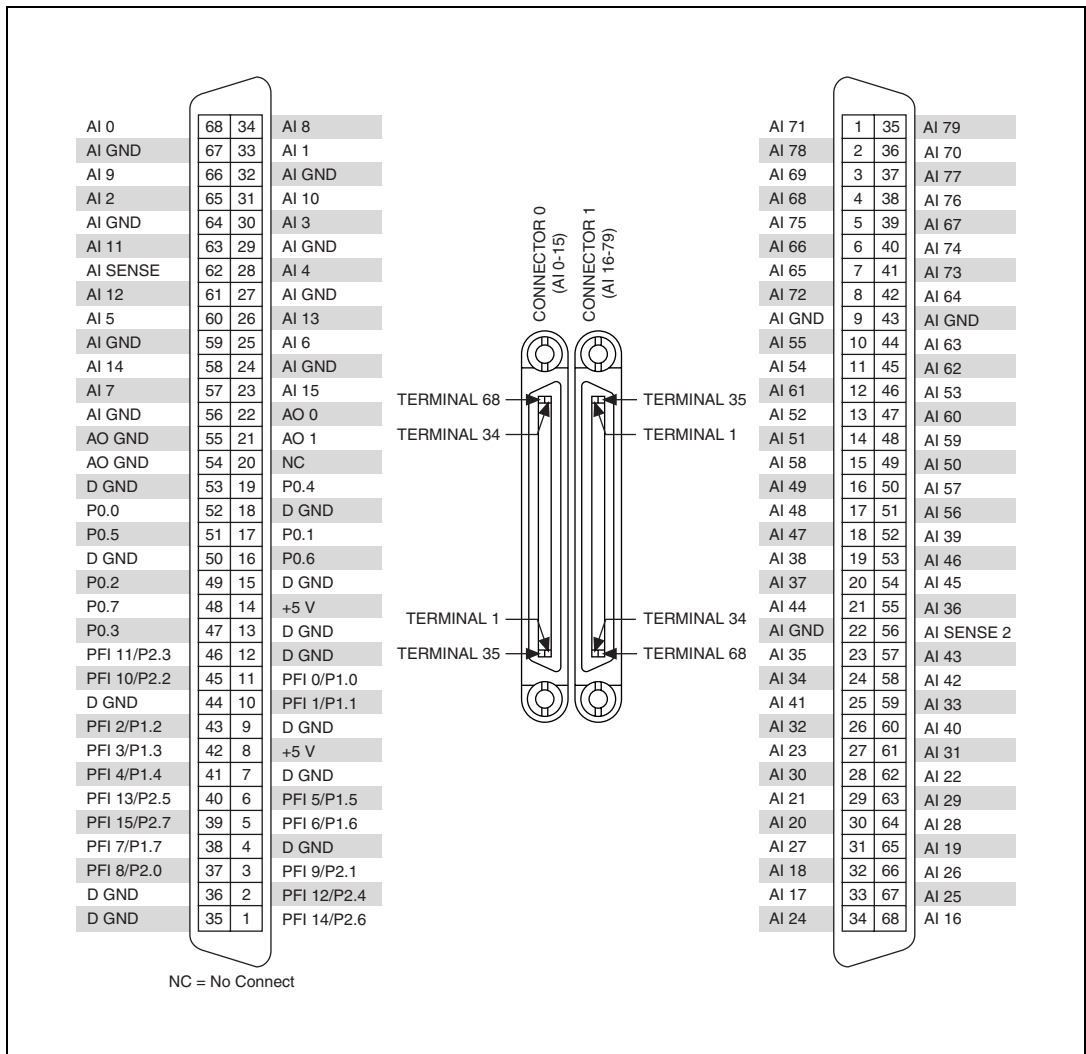 AI 0 68 34 AI 8
AI GND 67 33 AI 1
AI 9 66 32 AI GND
AI 2 65 31 AI 10
AI GND 64 30 AI 3
AI 11 63 29 AI GND
AI SENSE 62 28 AI 4
AI 12 61 27 AI GND
AI 5 60 26 AI 13
AI GND 59 25 AI 6
AI 14 58 24 AI GND
AI 7 57 23 AI 15
AI GND 56 22 AO 0
AO GND 55 21 AO 1
AO GND 54 20 NC
D GND 53 19 P0.4
P0.0 52 18 D GND
P0.5 51 17 P0.1
D GND 50 16 P0.6
P0.2 49 15 D GND
P0.7 48 14 +5 V
P0.3 47 13 D GND
PFI 11/P2.3 46 12 D GND
PFI 10/P2.2 45 11 PFI 0/P1.0
D GND 44 10 PFI 1/P1.1
PFI 2/P1.2 43 9 D GND
PFI 3/P1.3 42 8 +5 V
PFI 4/P1.4 41 7 D GND
PFI 13/P2.5 40 6 PFI 5/P1.5
PFI 15/P2.7 39 5 PFI 6/P1.6
PFI 7/P1.7 38 4 D GND
PFI 8/P2.0 37 3 PFI 9/P2.1
D GND 36 2 PFI 12/P2.4
D GND 35 1 PFI 14/P2.6
NC = No Connect
CONNECTOR 0
(AI 0-15)
CONNECTOR 1
(AI 16-79)
TERMINAL 68
TERMINAL 34
TERMINAL 35
TERMINAL 1
TERMINAL 1
TERMINAL 35
TERMINAL 34
TERMINAL 68
AI 71 1 35 AI 79
AI 78 2 36 AI 70
AI 69 3 37 AI 77
AI 68 4 38 AI 76
AI 75 5 39 AI 67
AI 66 6 40 AI 74
AI 65 7 41 AI 73
AI 72 8 42 AI 64
AI GND 9 43 AI GND
AI 55 10 44 AI 63
AI 54 11 45 AI 62
AI 61 12 46 AI 53
AI 52 13 47 AI 60
AI 51 14 48 AI 59
AI 58 15 49 AI 50
AI 49 16 50 AI 57
AI 48 17 51 AI 56
AI 47 18 52 AI 39
AI 38 19 53 AI 46
AI 37 20 54 AI 45
AI 44 21 55 AI 36
AI GND 22 56 AI SENSE 2
AI 35 23 57 AI 43
AI 34 24 58 AI 42
AI 41 25 59 AI 33
AI 32 26 60 AI 40
AI 23 27 61 AI 31
AI 30 28 62 AI 22
AI 21 29 63 AI 29
AI 20 30 64 AI 28
AI 27 31 65 AI 19
AI 18 32 66 AI 26
AI 17 33 67 AI 25
AI 24 34 68 AI 16